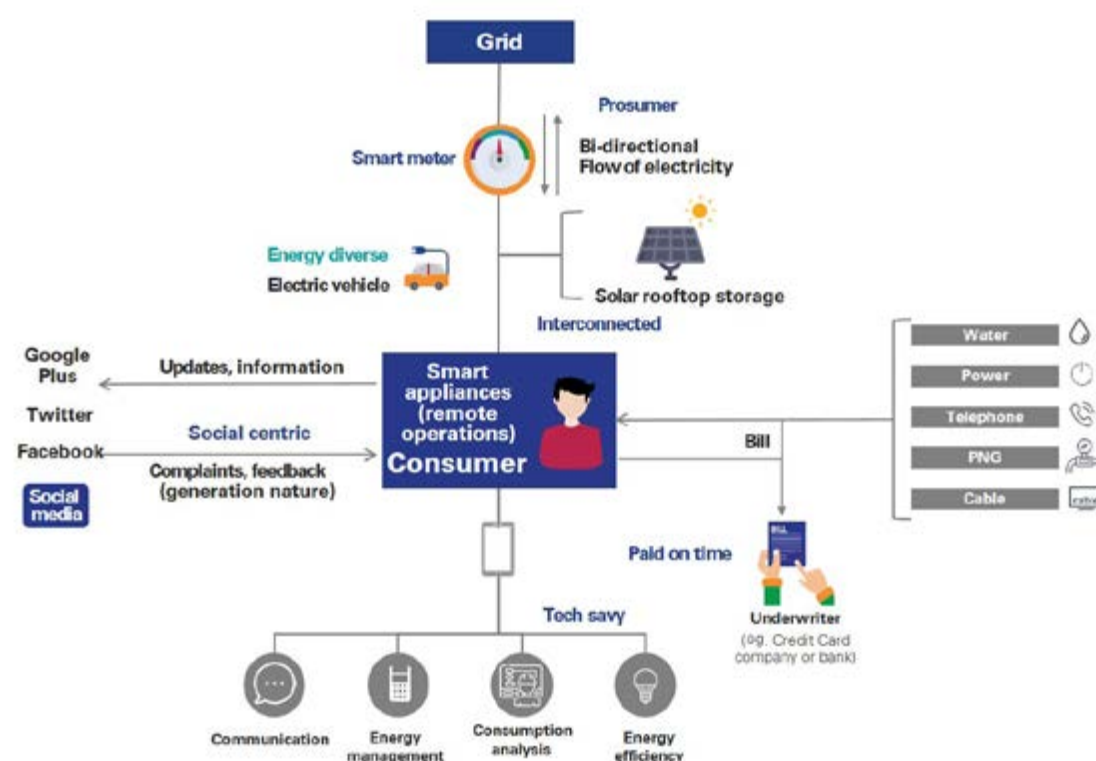 Grid
Prosumer
Smart meter
Bi-directional
Flow of electricity
Energy diverse
Electric vehicle
Solar rooftop storage
Interconnected
Google
Plus
Updates, information
Twitter
Social centric
Facebook
Complaints, feedback
(generation nature)
Social
media
Smart
appliances
(remote
operations)
Consumer
Bill
Water
Power
Telephone
PNG
Cable
Paid on time
BILL
Underwriter
(eg. Credit Card
company or bank)
Tech savy
Communication
Energy
management
Consumption
analysis
Energy
efficiency